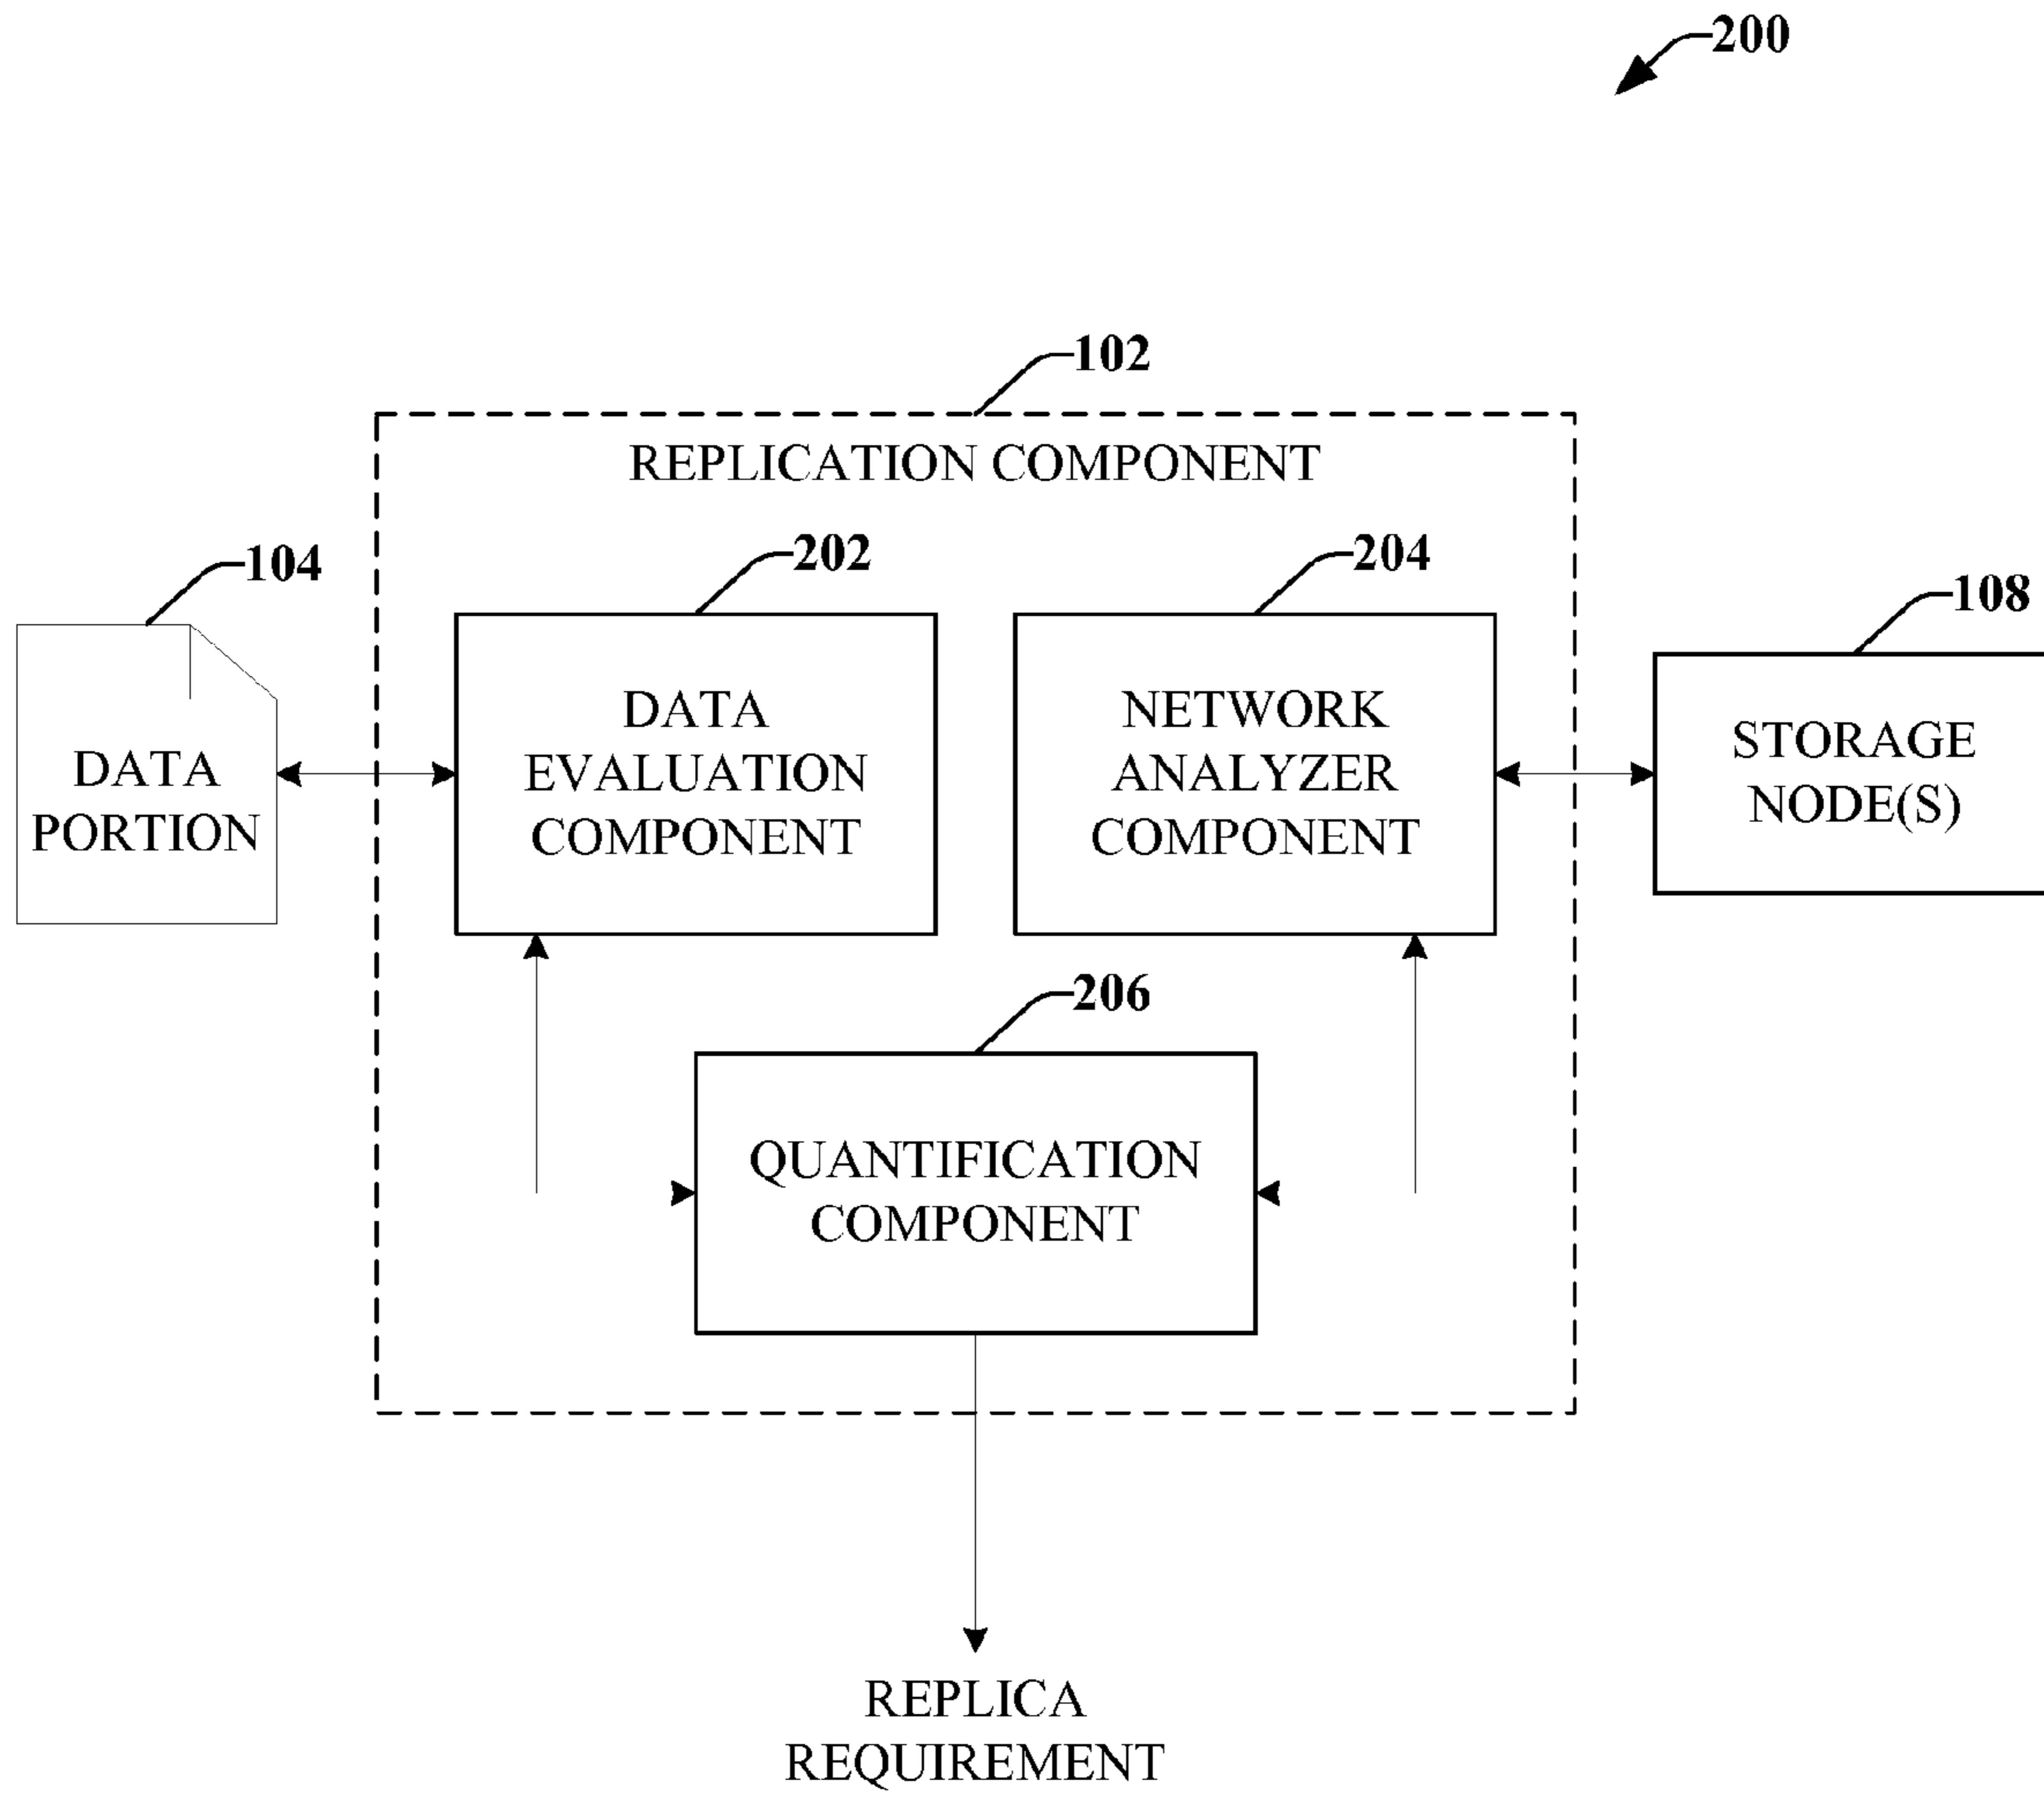 200
102
REPLICATION COMPONENT
104
202
204
108
DATA
PORTION
DATA
EVALUATION
COMPONENT
NETWORK
ANALYZER
COMPONENT
STORAGE
NODE(S)
206
QUANTIFICATION
COMPONENT
REPLICA
REQUIREMENT